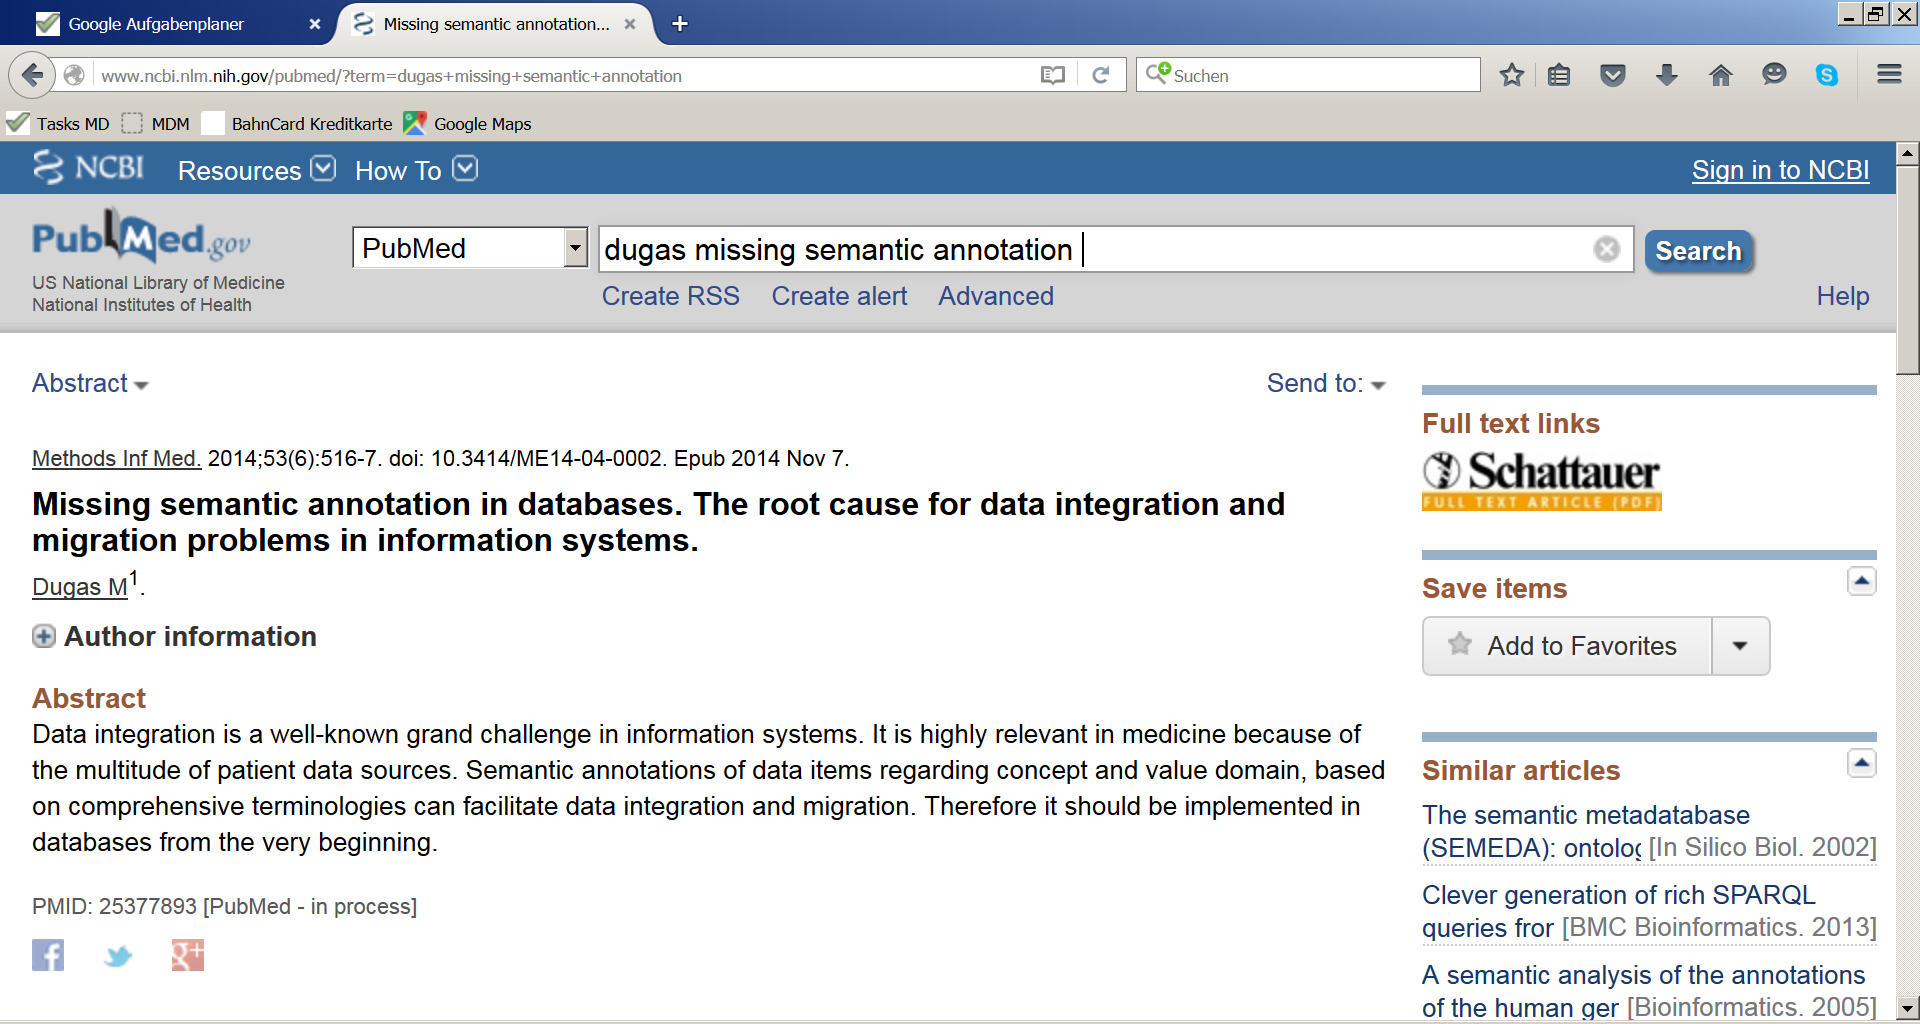 Google Aufgabenplaner
Missing semantic annotation...
www.ncbi.nlm.nih.gov/pubmed/?term=dugas+missing+semantic+annotation
Suchen
Tasks MD
MDM
BahnCard Kreditkarte
Google Maps
NCBI
Resources
How To
Sign in to NCBI
PubMed.gov
US National Library of Medicine
National Institutes of Health
PubMed
dugas missing semantic annotation
Search
Create RSS
Create alert
Advanced
Help
Abstract
Send to:
Methods Inf Med. 2014;53(6):516-7. doi: 10.3414/ME14-04-0002. Epub 2014 Nov 7.
Missing semantic annotation in databases. The root cause for data integration and
migration problems in information systems.
Dugas M1.
Author information
Abstract
Data integration is a well-known grand challenge in information systems. It is highly relevant in medicine because of
the multitude of patient data sources. Semantic annotations of data items regarding concept and value domain, based
on comprehensive terminologies can facilitate data integration and migration. Therefore it should be implemented in
databases from the very beginning.
PMID: 25377893 [PubMed - in process]
f
g+
Full text links
Schattauer
FULL TEXT ARTICLE (PDF)
Save items
Add to Favorites
Similar articles
The semantic metadatabase
(SEMEDA): ontolog [In Silico Biol. 2002]
Clever generation of rich SPARQL
queries fror [BMC Bioinformatics. 2013]
A semantic analysis of the annotations
of the human ger [Bioinformatics. 2005]